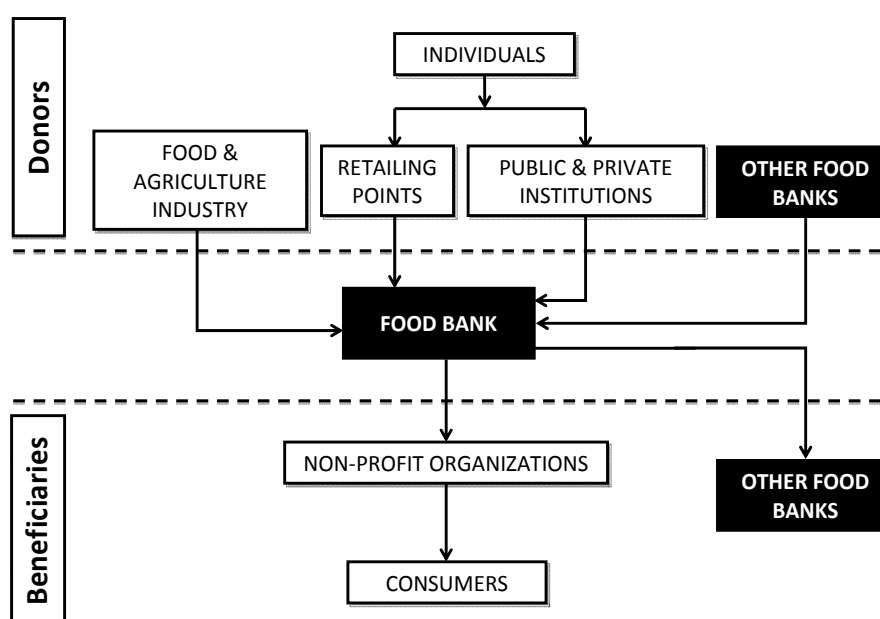 Donors
INDIVIDUALS
FOOD &
AGRICULTURE
INDUSTRY
RETAILING
POINTS
PUBLIC & PRIVATE
INSTITUTIONS
OTHER FOOD
BANKS
FOOD BANK
Beneficiaries
NON-PROFIT ORGANIZATIONS
OTHER FOOD
BANKS
CONSUMERS